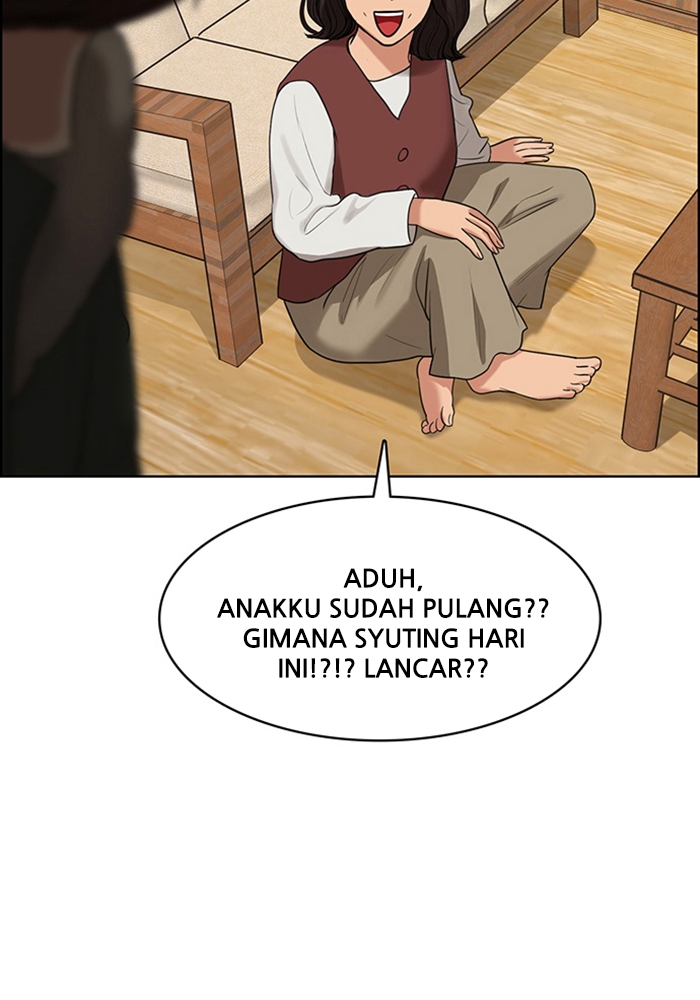 ADUH,
ANAKKU SUDAH PULANG??
GIMANA SYUTING HARI
INI!?!? LANCAR??